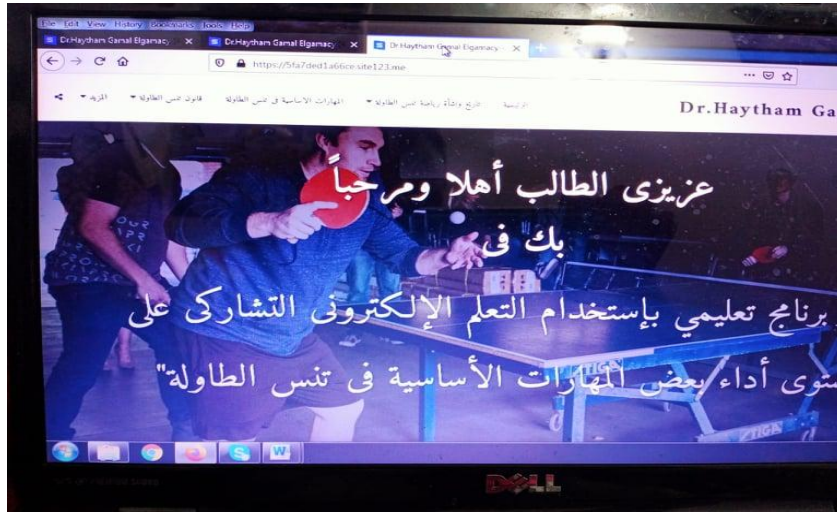 File Edit View History Bookmarks Tools Help
Dr.Haytham Gamal Elgamacy
Dr.Haytham Gamal Elgamacy
Dr.Haytham Gamal Elgamacy
https://5fa7ded1a66ce.site123.me
Dr.Haytham Ga
الرئيسية
تاريخ ونشأة رياضة تنس الطاولة
المهارات الاساسية فى تنس الطاولة
قانون تنس الطاولة
المزيد
عزيزى الطالب أهلا ومرحباً
بك فى
برنامج تعليمي بإستخدام التعلم الإلكترونى التشاركى على
ستوى أداء بعض المهارات الأساسية فى تنس الطاولة"
STIGA
DELL